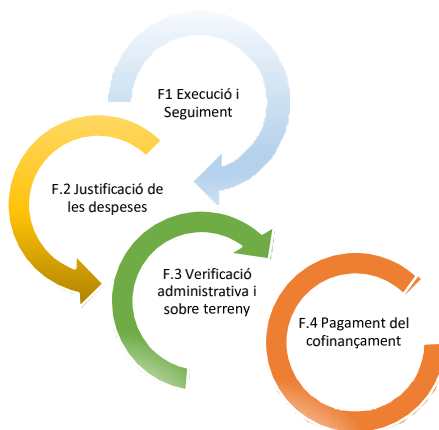 F1 Execució i
Seguiment
F.2 Justificació de
les despeses
F.3 Verificació
administrativa i
sobre terreny
F.4 Pagament del
cofinançament